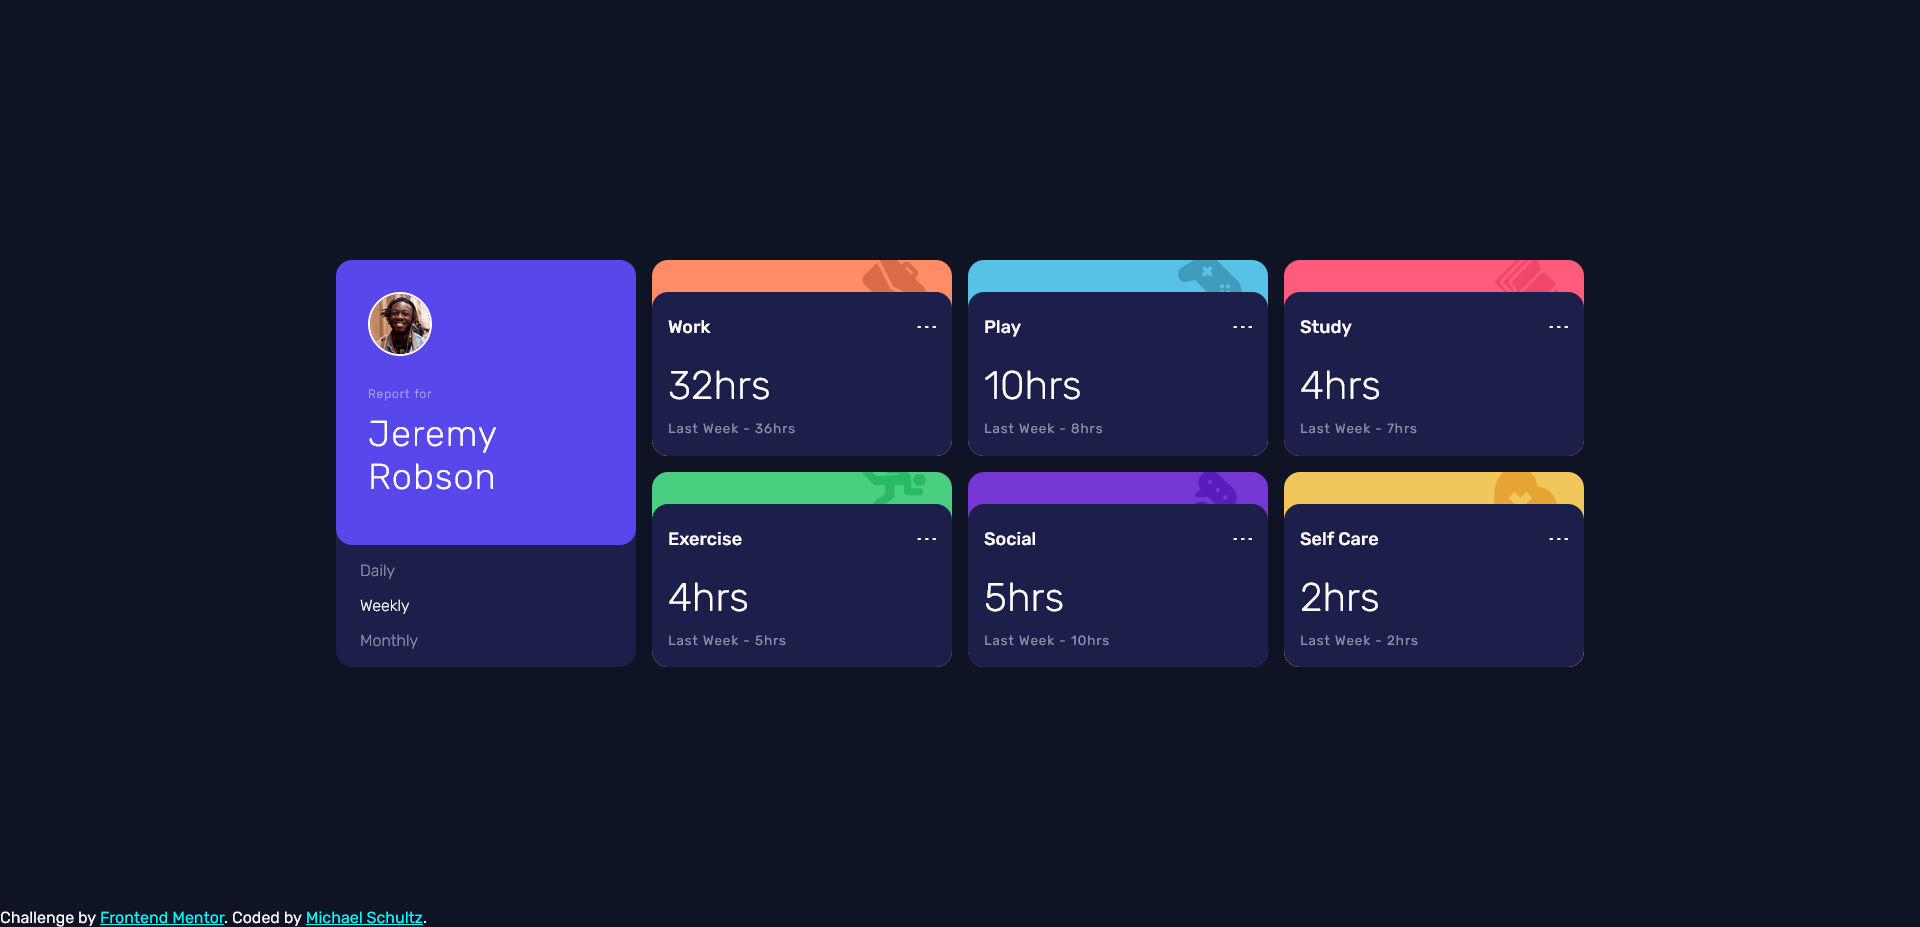 Report for
Jeremy
Robson
Daily
Weekly
Monthly
Work
32hrs
Last Week - 36hrs
Play
10hrs
Last Week - 8hrs
Study
4hrs
Last Week - 7hrs
Exercise
4hrs
Last Week - 5hrs
Social
5hrs
Last Week - 10hrs
Self Care
2hrs
Last Week - 2hrs
Challenge by Frontend Mentor. Coded by Michael Schultz.